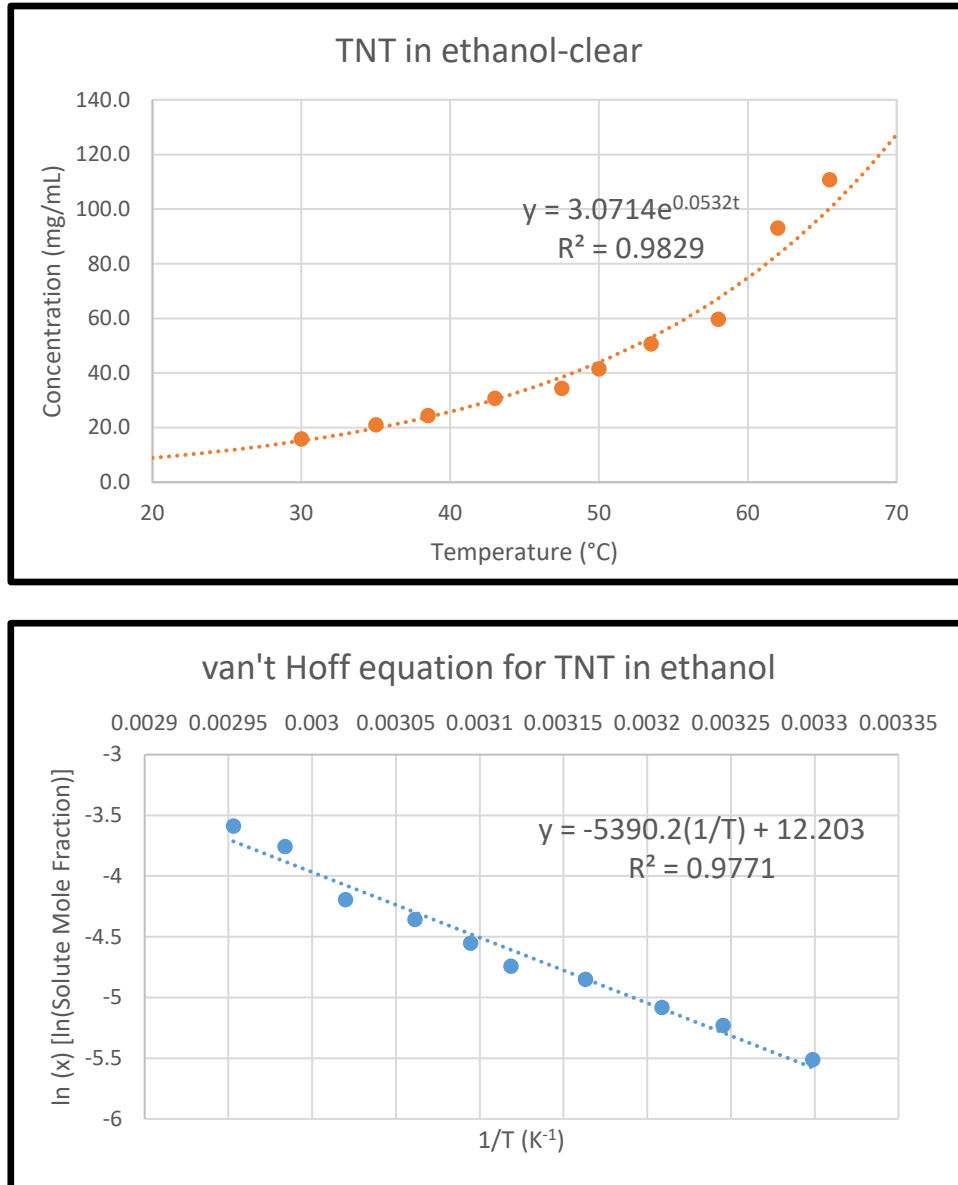 TNT in ethanol-clear
140.0
120.0
100.0
80.0
60.0
40.0
20.0
0.0
y = 3.0714e^0.0532t
R² = 0.9829
20 30 40 50 60 70
Concentration (mg/mL)
Temperature (°C)
van't Hoff equation for TNT in ethanol
0.0029 0.00295 0.003 0.00305 0.0031 0.00315 0.0032 0.00325 0.0033 0.00335
-3
-3.5
-4
-4.5
-5
-5.5
-6
y = -5390.2(1/T) + 12.203
R² = 0.9771
ln (x) [ln(Solute Mole Fraction)]
1/T (K⁻¹)